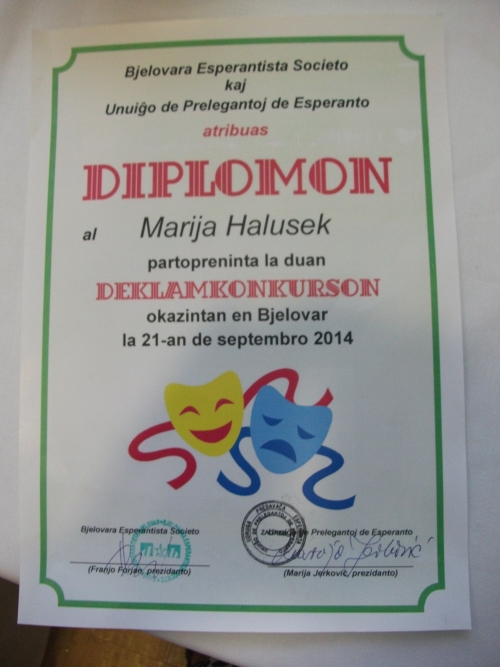 Bjelovara Esperantista Societo
kaj
Unuiĝo de Prelegantoj de Esperanto
atribuas
DIPLOMON
al Marija Halusek
partopreninta la duan
DEKLAMKONKURSON
okazintan en Bjelovar
la 21-an de septembro 2014
Bjelovara Esperantista Societo
de Prelegantoj de Esperanto
(Franjo Forjan, prezidanto)
(Marija Jerković, prezidanto)